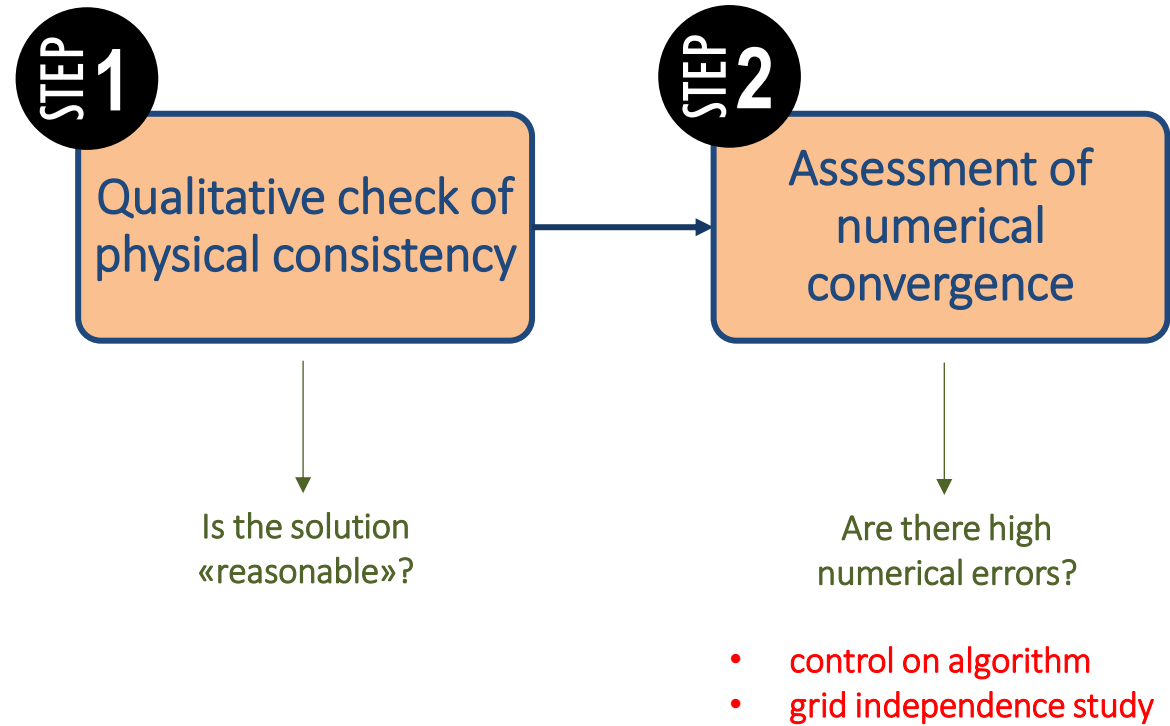 STEP 1
Qualitative check of
physical consistency
Is the solution
«reasonable»?
STEP 2
Assessment of
numerical
convergence
Are there high
numerical errors?
• control on algorithm
• grid independence study